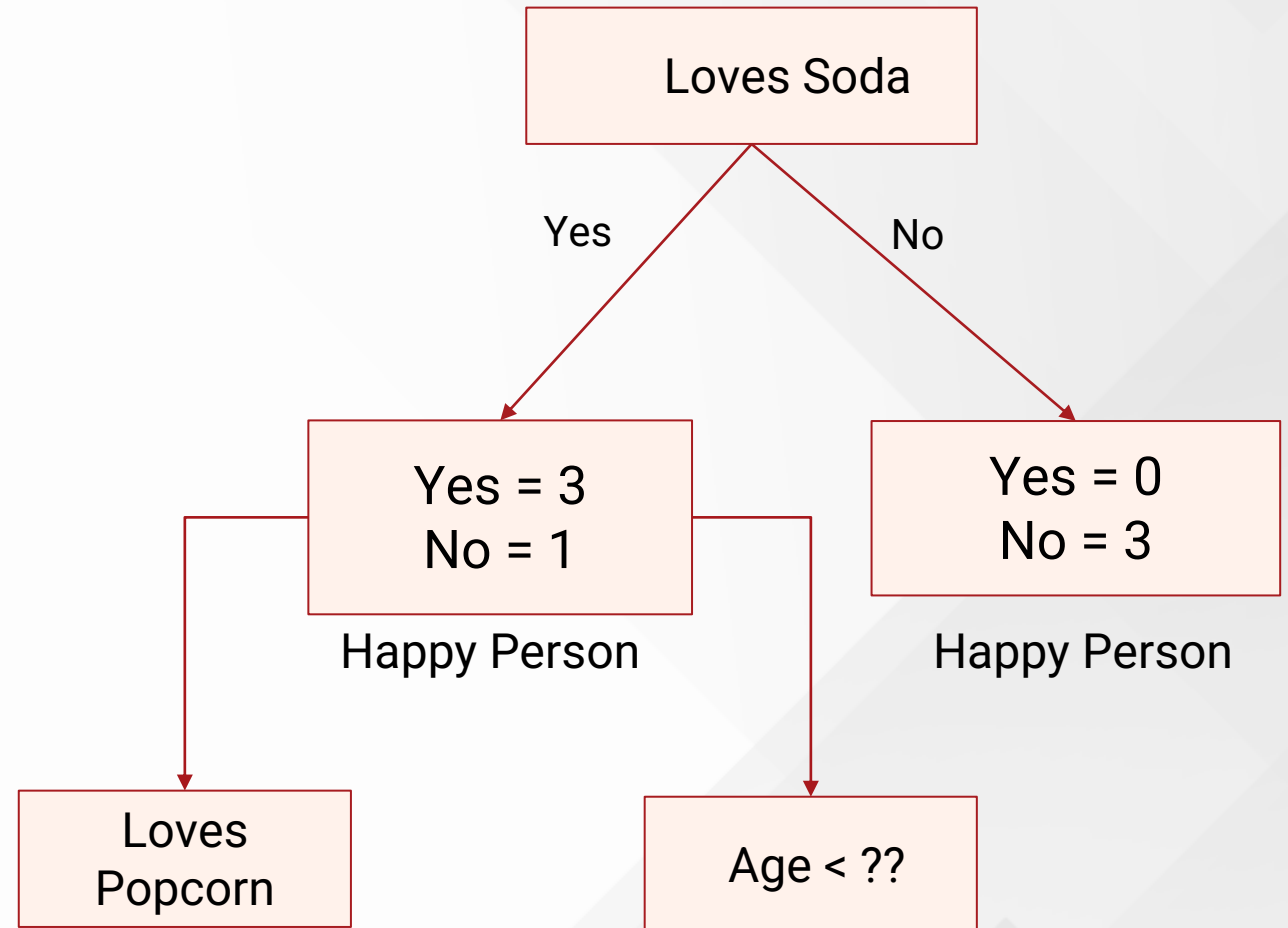 Loves Soda
Yes
No
Yes = 3
No = 1
Yes = 0
No = 3
Happy Person
Happy Person
Loves
Popcorn
Age < ??